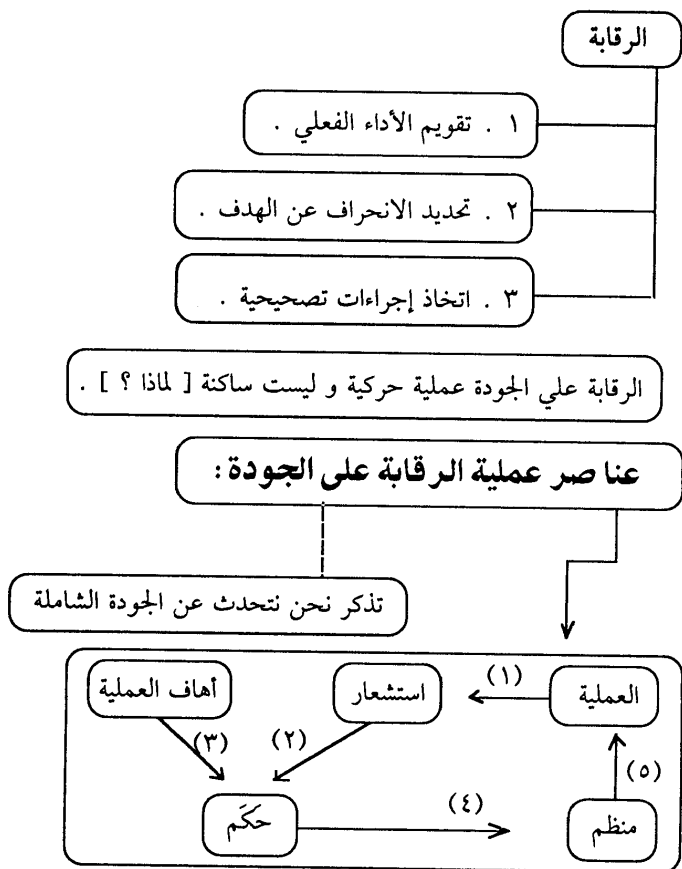 الرقابة
١ . تقويم الأداء الفعلي .
٢ . تحديد الانحراف عن الهدف .
٣ . اتخاذ إجراءات تصحيحية .
الرقابة علي الجودة عملية حركية و ليست ساكنة [ لماذا ؟ ] .
عنا صر عملية الرقابة على الجودة :
تذكر نحن نتحدث عن الجودة الشاملة
العملية
(١)
استشعار
أهاف العملية
(٢)
(٣)
(٥)
حَكَم
(٤)
منظم